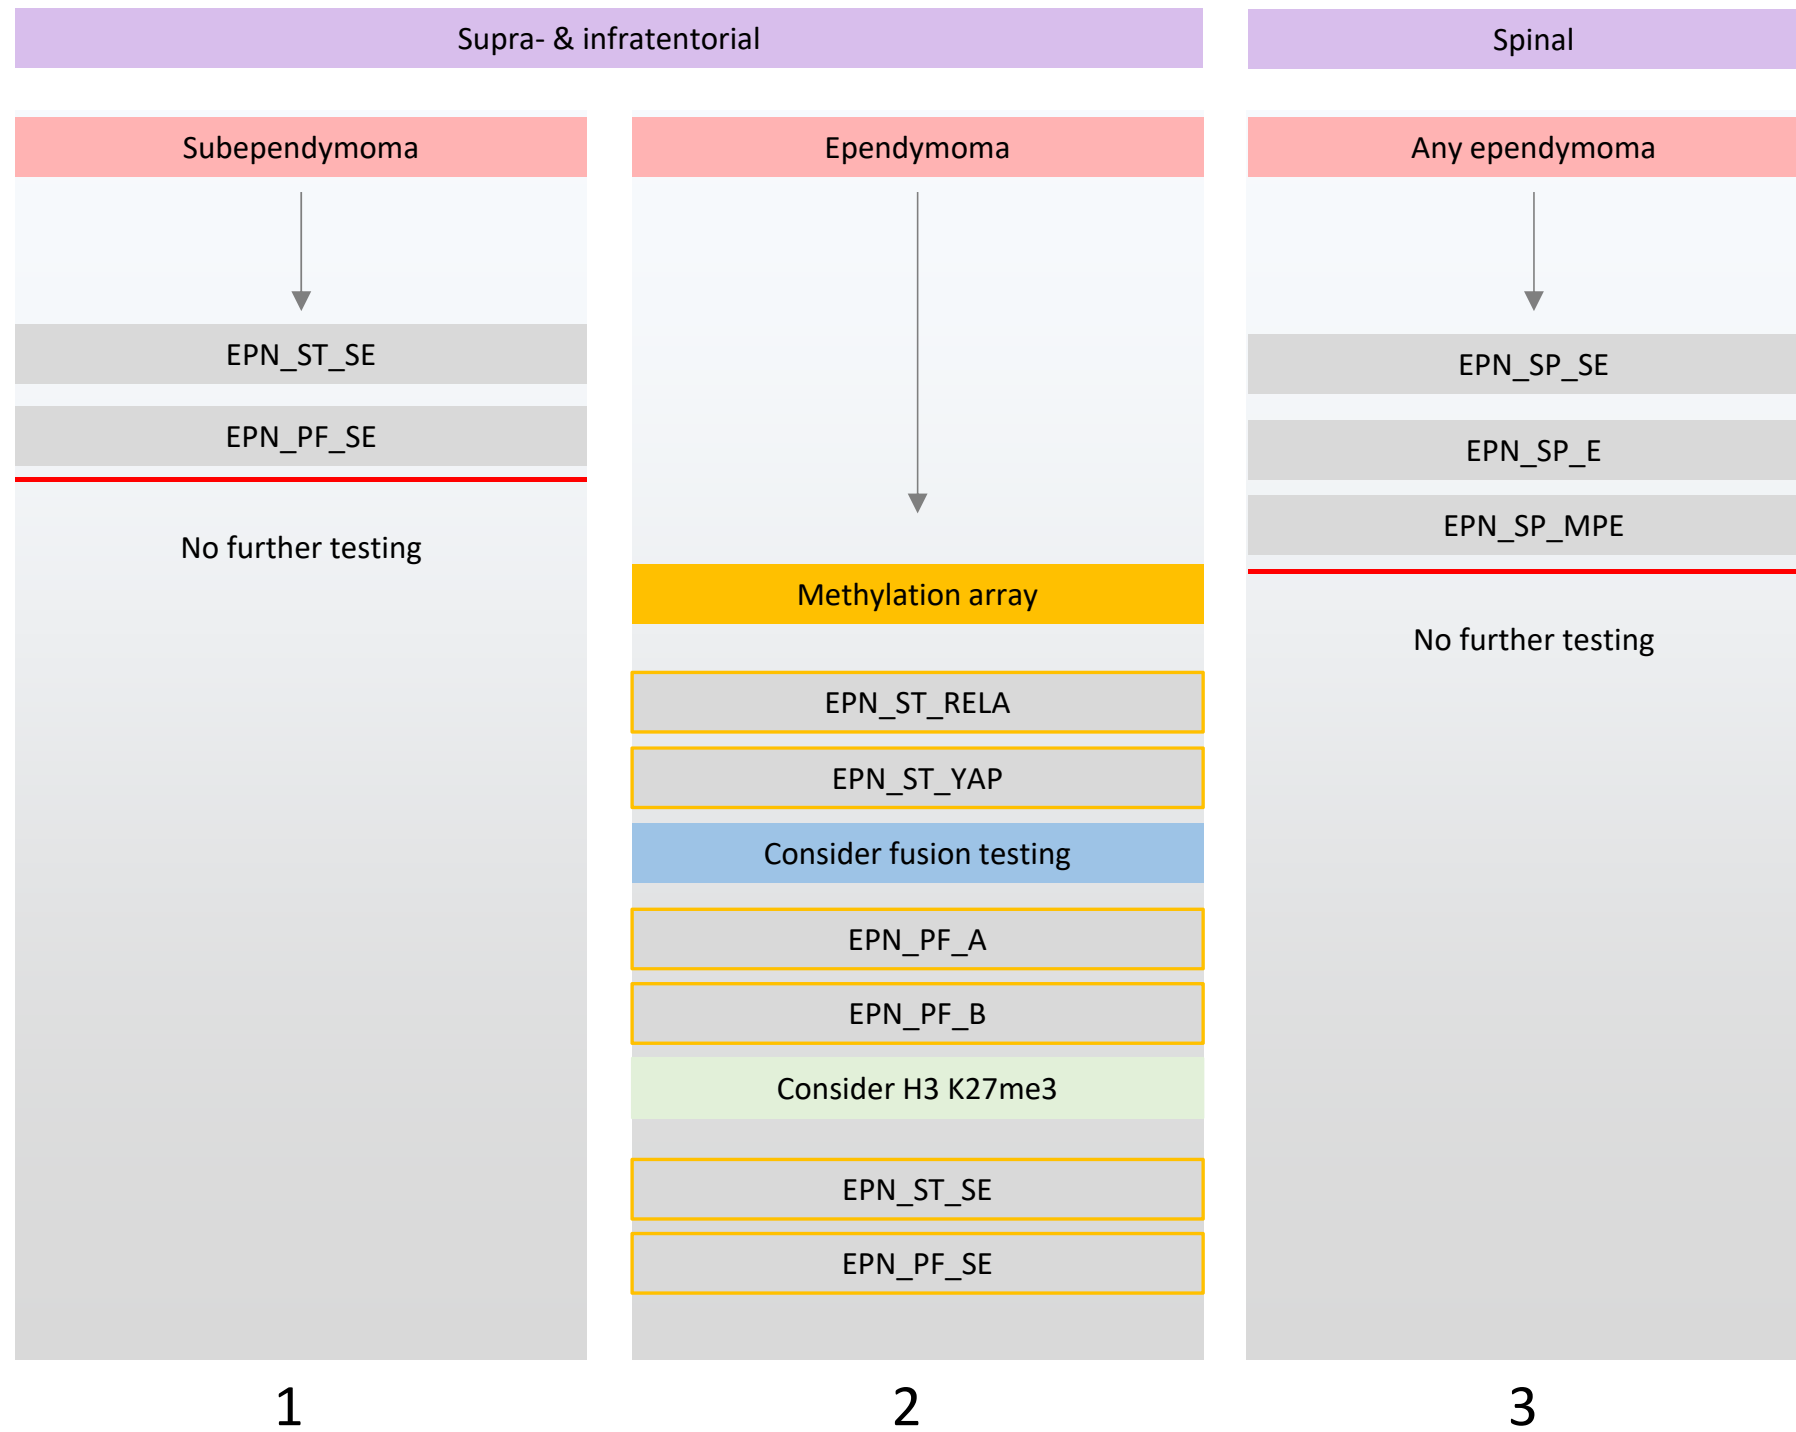 Supra- & infratentorial
Spinal
Subependymoma
EPN_ST_SE
EPN_PF_SE
No further testing
1
Ependymoma
Methylation array
EPN_ST_RELA
EPN_ST_YAP
Consider fusion testing
EPN_PF_A
EPN_PF_B
Consider H3 K27me3
EPN_ST_SE
EPN_PF_SE
2
Any ependymoma
EPN_SP_SE
EPN_SP_E
EPN_SP_MPE
No further testing
3